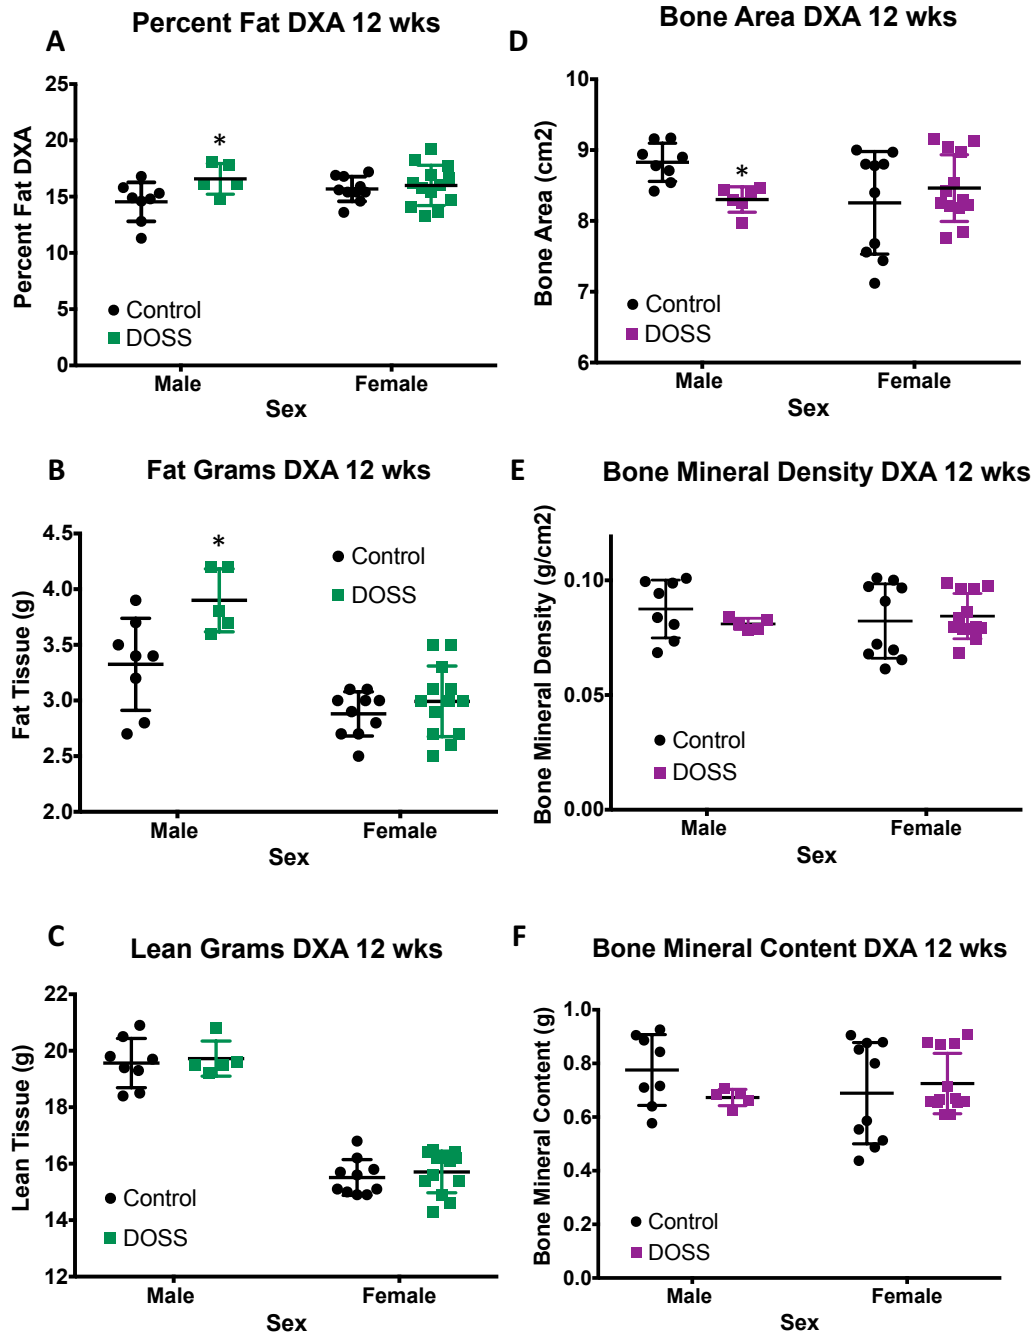 A
Percent Fat DXA 12 wks
Percent Fat DXA
25
20
15
10
5
0
*
Control
DOSS
Male
Female
Sex
B
Fat Grams DXA 12 wks
Fat Tissue (g)
4.5
4.0
3.5
3.0
2.5
2.0
*
Control
DOSS
Male
Female
Sex
C
Lean Grams DXA 12 wks
Lean Tissue (g)
22
20
18
16
14
12
Control
DOSS
Male
Female
Sex
D
Bone Area DXA 12 wks
Bone Area (cm2)
10
9
8
7
6
*
Control
DOSS
Male
Female
Sex
E
Bone Mineral Density DXA 12 wks
Bone Mineral Density (g/cm2)
0.10
0.05
0.00
Control
DOSS
Male
Female
Sex
F
Bone Mineral Content DXA 12 wks
Bone Mineral Content (g)
1.0
0.8
0.6
0.4
0.2
0.0
Control
DOSS
Male
Female
Sex